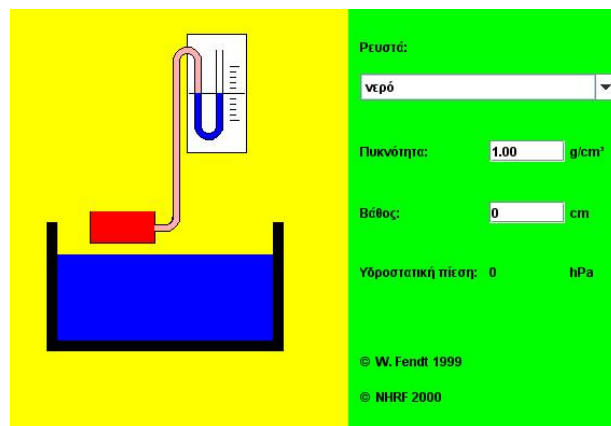 Ρευστά:
νερό
Πυκνότητα: 1.00 g/cm³
Βάθος: 0 cm
Υδροστατική πίεση: 0 hPa
© W. Fendt 1999
© NHRF 2000